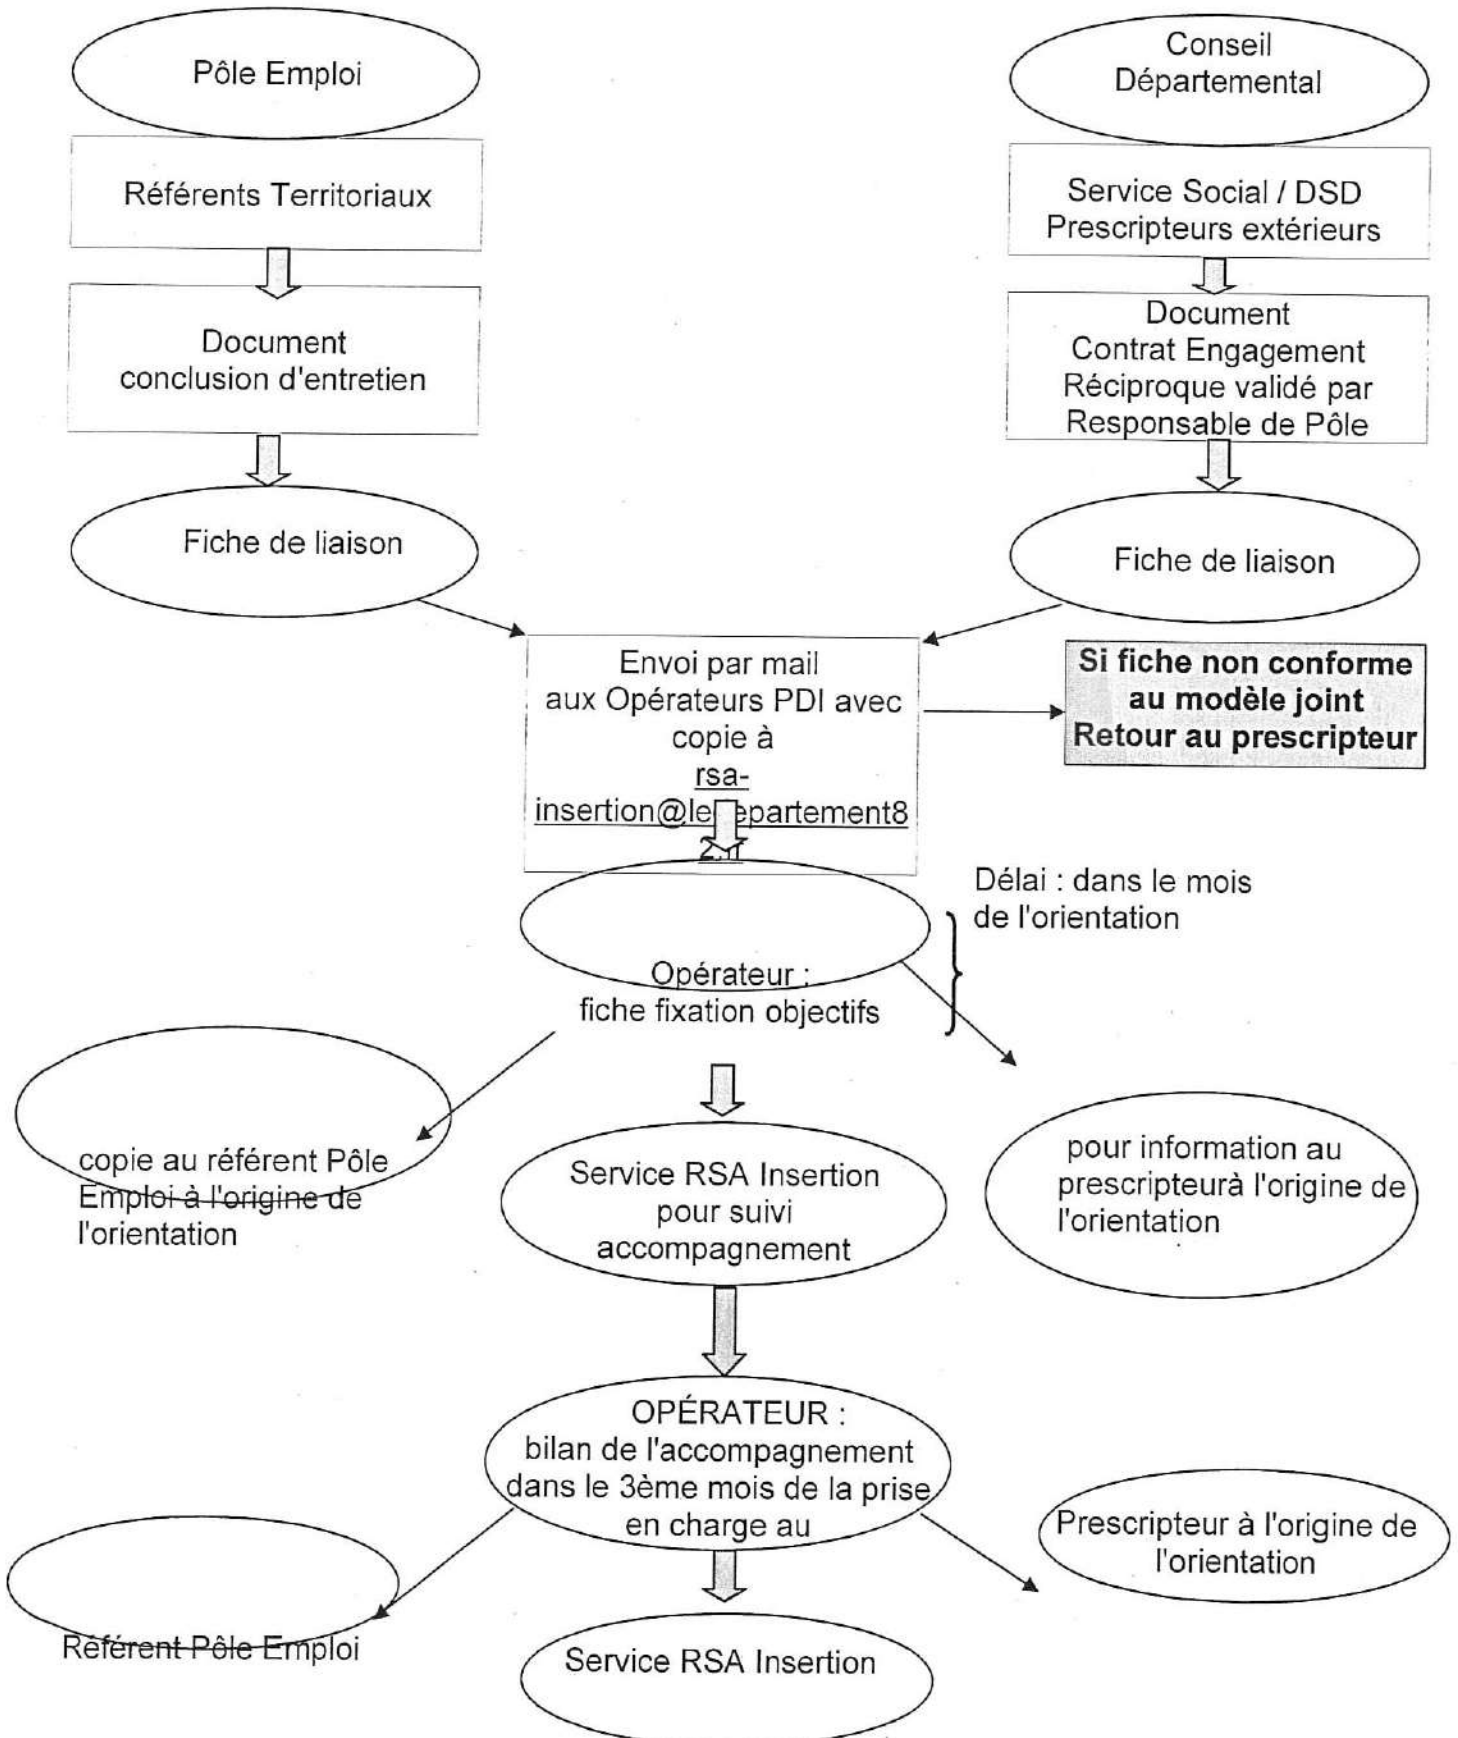 Pôle Emploi
Conseil
Départemental
Référents Territoriaux
Service Social / DSD
Prescripteurs extérieurs
Document
conclusion d'entretien
Document
Contrat Engagement
Réciproque validé par
Responsable de Pôle
Fiche de liaison
Fiche de liaison
Envoi par mail
aux Opérateurs PDI avec
copie à
rsa-
insertion@ledepartement8
2.fr
Si fiche non conforme
au modèle joint
Retour au prescripteur
Délai : dans le mois
de l'orientation
Opérateur :
fiche fixation objectifs
copie au référent Pôle
Emploi à l'origine de
l'orientation
Service RSA Insertion
pour suivi
accompagnement
pour information au
prescripteurà l'origine de
l'orientation
OPÉRATEUR :
bilan de l'accompagnement
dans le 3ème mois de la prise
en charge au
Prescripteur à l'origine de
l'orientation
Référent Pôle Emploi
Service RSA Insertion